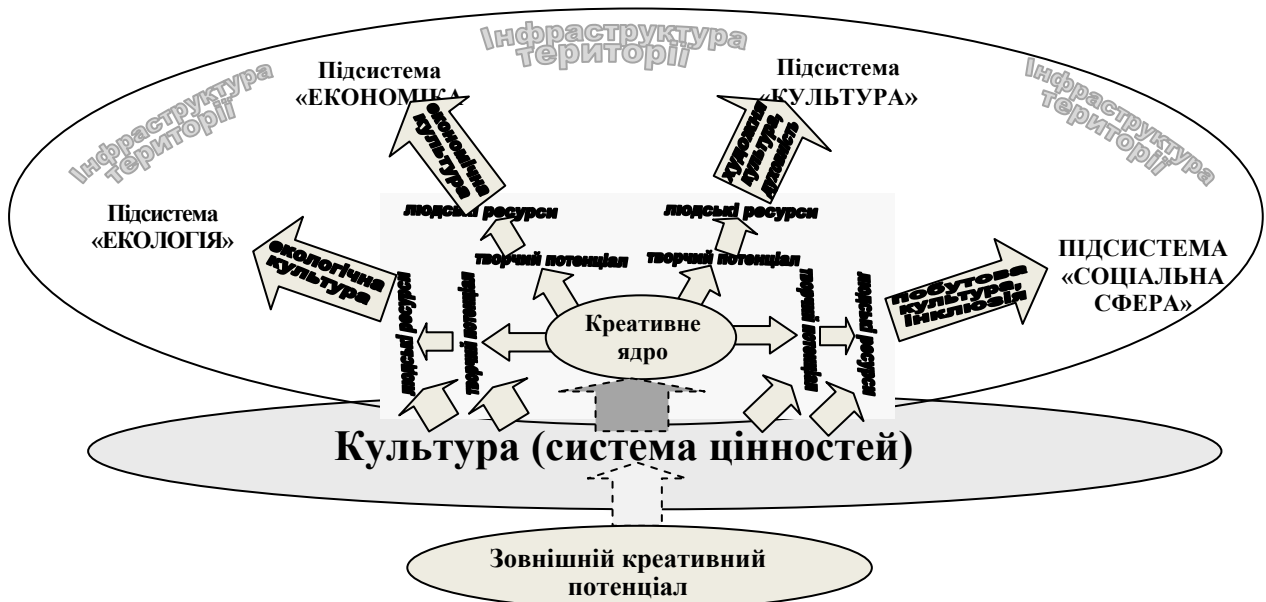 Інфраструктура
території
Інфраструктура
території
Інфраструктура
території
Підсистема
«ЕКОНОМІКА
Підсистема
«КУЛЬТУРА»
економічна
культура
художня
культура,
духовність
Підсистема
«ЕКОЛОГІЯ»
екологічна
культура
людські ресурси
людські ресурси
творчий потенціал
творчий потенціал
ПІДСИСТЕМА
«СОЦІАЛЬНА
СФЕРА»
Побутова
культура,
інклюзія
людські ресурси
творчий потенціал
Креативне
ядро
творчий потенціал
людські ресурси
Культура (система цінностей)
Зовнішній креативний
потенціал